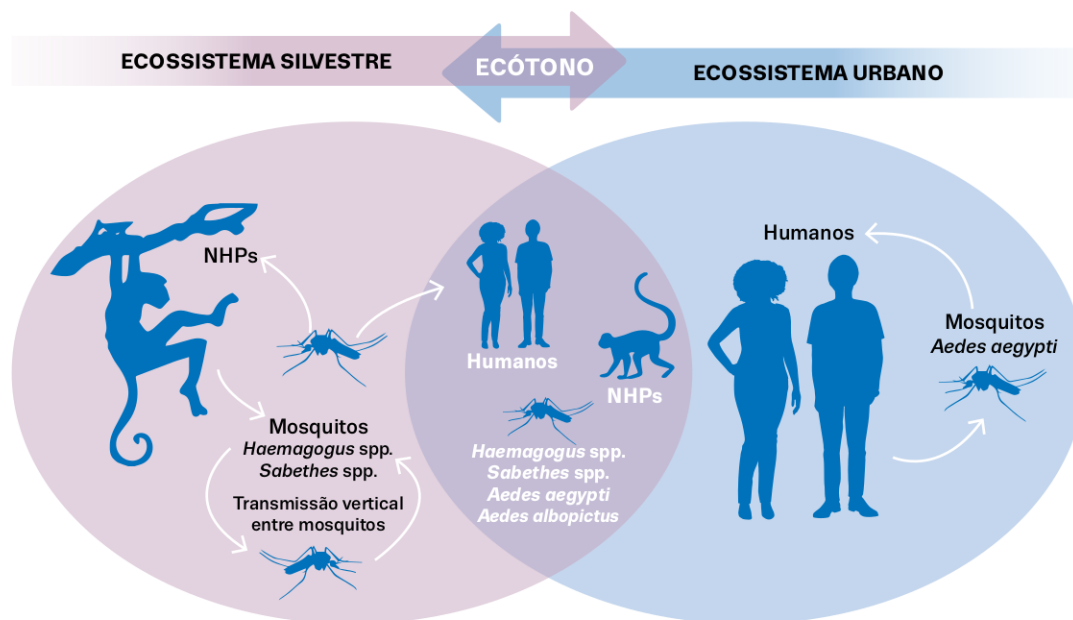 ECOSSISTEMA SILVESTRE
ECÓTONO
ECOSSISTEMA URBANO
NHPs
Mosquitos
Haemagogus spp.
Sabethes spp.
Transmissão vertical
entre mosquitos
Humanos
NHPs
Haemagogus spp.
Sabethes spp.
Aedes aegypti
Aedes albopictus
Humanos
Mosquitos
Aedes aegypti